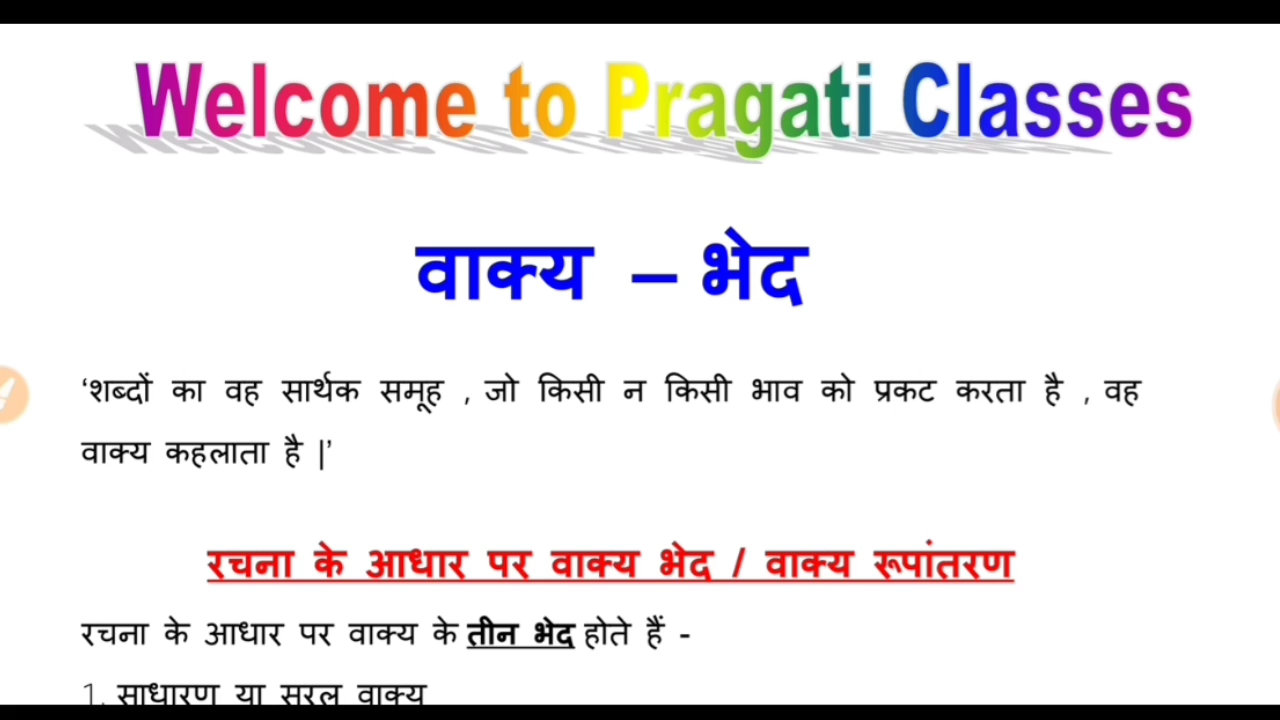 Welcome to Pragati Classes
वाक्य – भेद
‘शब्दों का वह सार्थक समूह , जो किसी न किसी भाव को प्रकट करता है , वह
वाक्य कहलाता है |’
रचना के आधार पर वाक्य भेद / वाक्य रूपांतरण
रचना के आधार पर वाक्य के तीन भेद होते हैं -
1. साधारण या सरल वाक्य